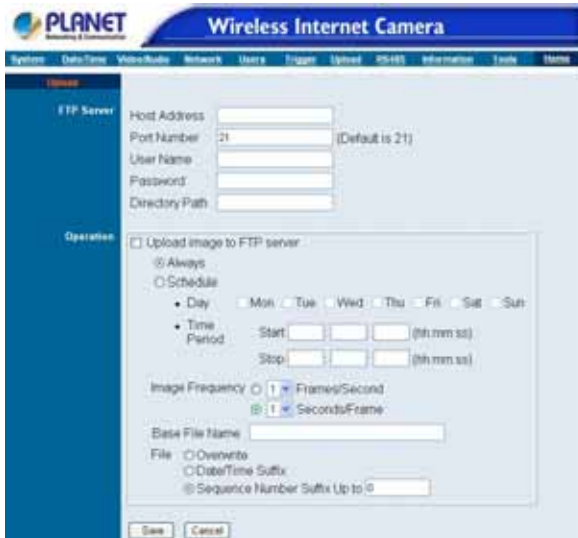 PLANET
Networking & Communication
Wireless Internet Camera
System Date/Time Video/Audio Network Users Trigger Upload RS485 Information Tools Home
Upload
FTP Server
Host Address
Port Number 21 (Default is 21)
User Name
Password
Directory Path
Operation
Upload image to FTP server
Always
Schedule
• Day Mon Tue Wed Thu Fri Sat Sun
• Time Period Start : : (hh:mm:ss)
Stop : : (hh:mm:ss)
Image Frequency 1 Frames/Second
1 Seconds/Frame
Base File Name
File Overwrite
Date/Time Suffix
Sequence Number Suffix Up to 0
Save Cancel